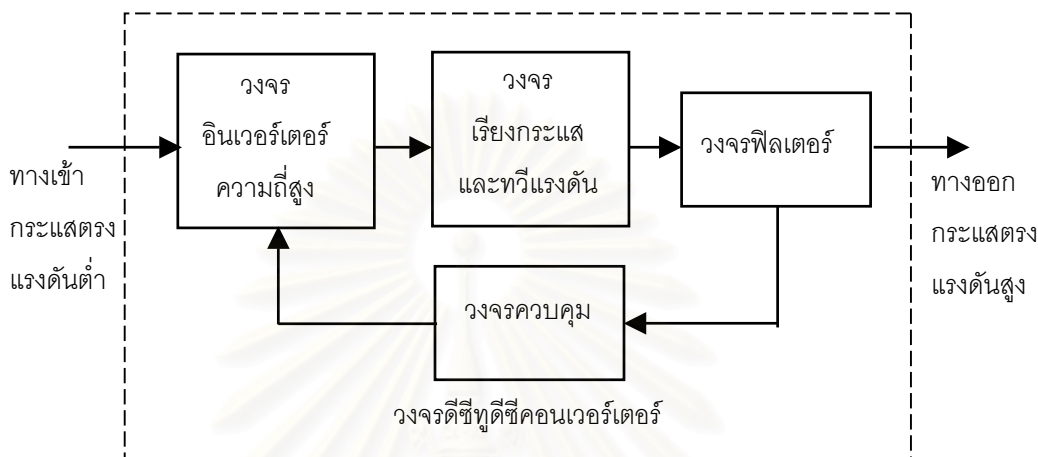 ทางเข้า
กระแสตรง
แรงดันต่ำ
วงจร
อินเวอร์เตอร์
ความถี่สูง
วงจร
เรียงกระแส
และทวีแรงดัน
วงจรฟิลเตอร์
ทางออก
กระแสตรง
แรงดันสูง
วงจรควบคุม
วงจรดีซีทูดีซีคอนเวอร์เตอร์